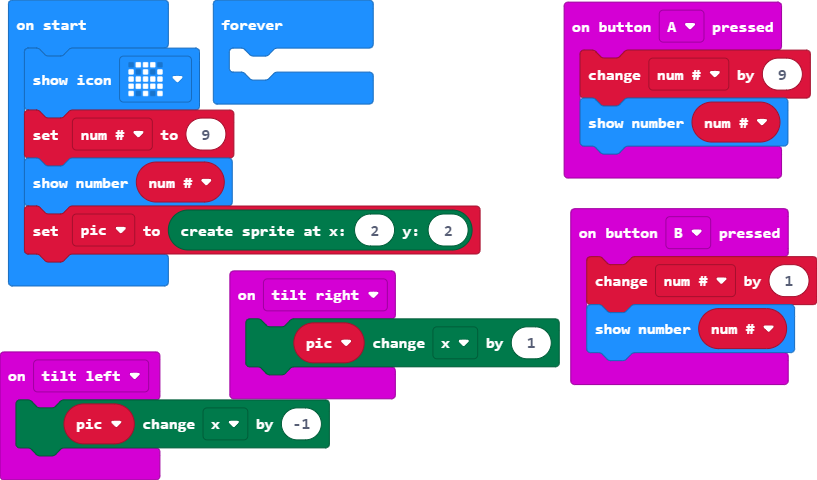 on start
show icon
set num # to 9
show number num #
set pic to create sprite at x: 2 y: 2
forever
on button A pressed
change num # by 9
show number num #
on button B pressed
change num # by 1
show number num #
on tilt right
pic change x by 1
on tilt left
pic change x by -1